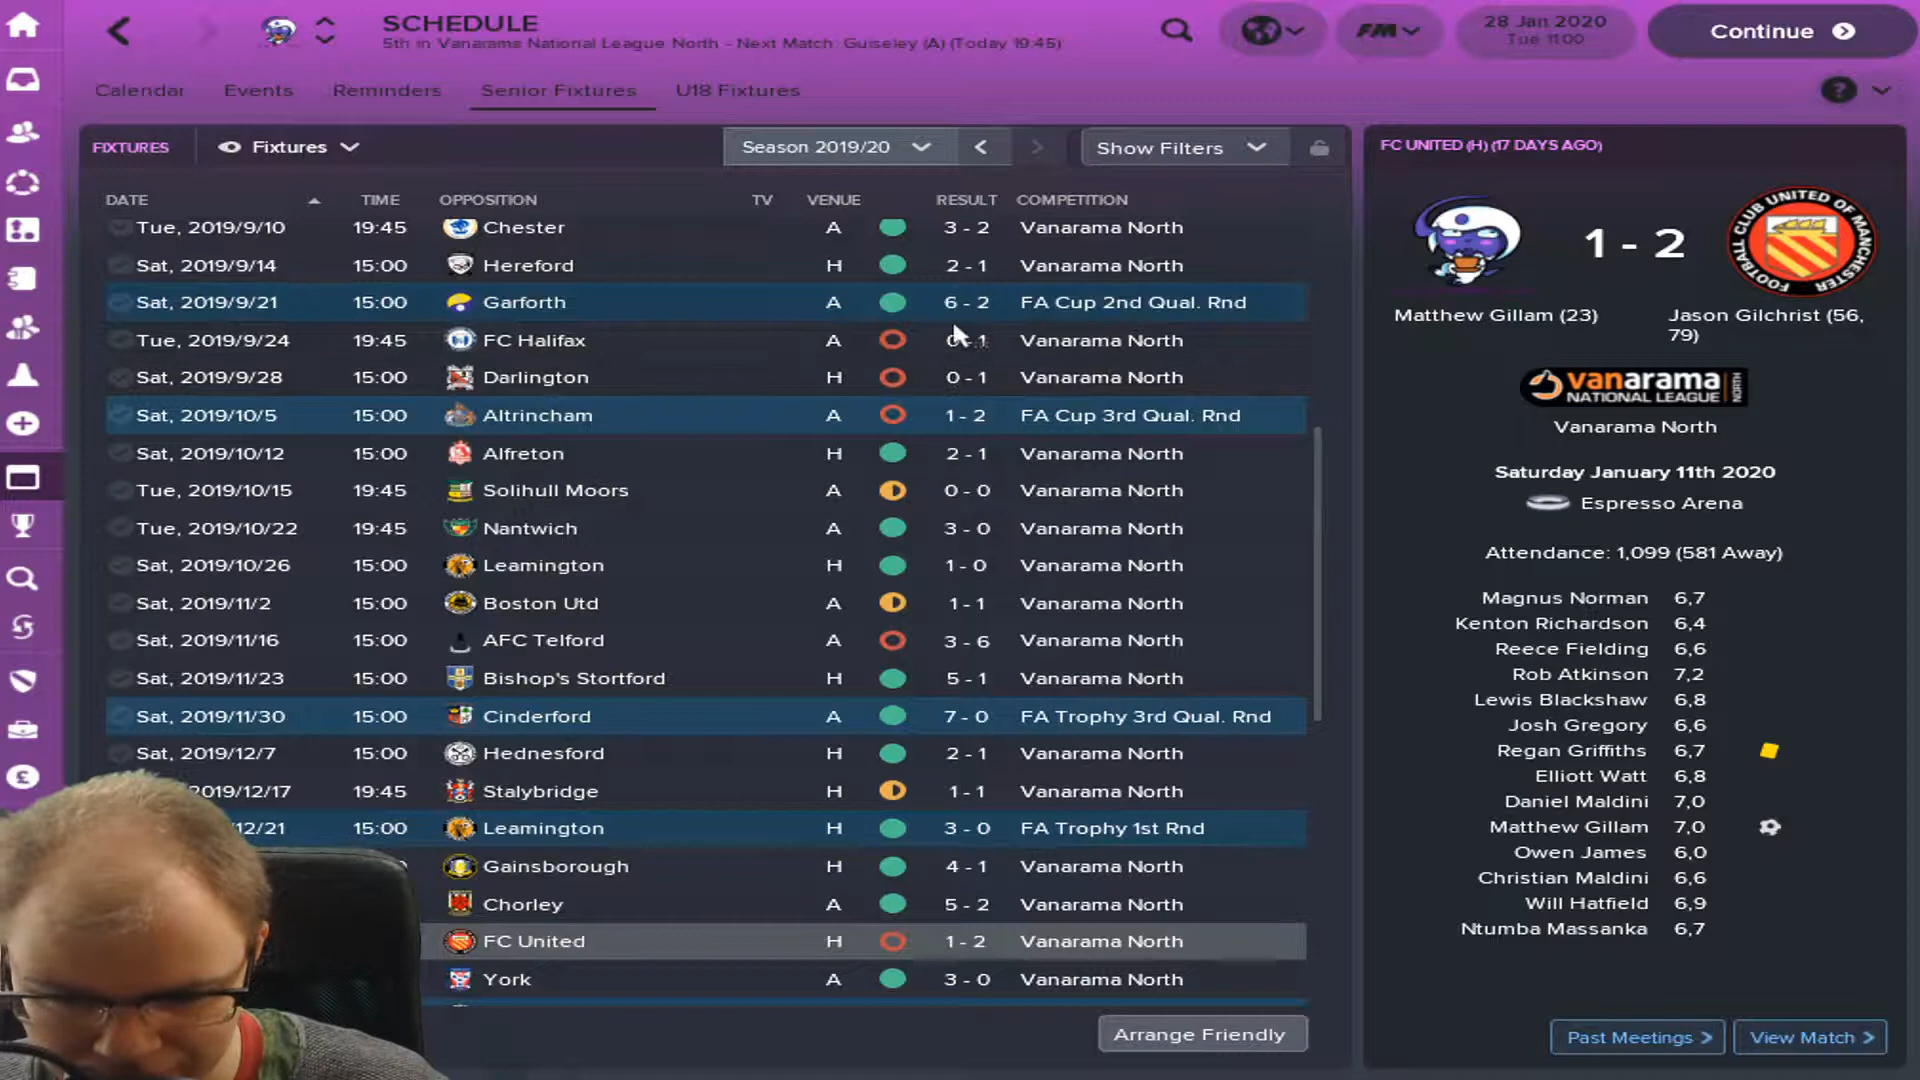 SCHEDULE
5th in Vanarama National League North - Next Match: Guiseley (A) (Today 19:45)
FM
28 Jan 2020
Tue 11:00
Continue
Calendar Events Reminders Senior Fixtures U18 Fixtures
?
FIXTURES Fixtures Season 2019/20 Show Filters
DATE TIME OPPOSITION TV VENUE RESULT COMPETITION
Tue, 2019/9/10 19:45 Chester A 3 - 2 Vanarama North
Sat, 2019/9/14 15:00 Hereford H 2 - 1 Vanarama North
Sat, 2019/9/21 15:00 Garforth A 6 - 2 FA Cup 2nd Qual. Rnd
Tue, 2019/9/24 19:45 FC Halifax A 0 - 1 Vanarama North
Sat, 2019/9/28 15:00 Darlington H 0 - 1 Vanarama North
Sat, 2019/10/5 15:00 Altrincham A 1 - 2 FA Cup 3rd Qual. Rnd
Sat, 2019/10/12 15:00 Alfreton H 2 - 1 Vanarama North
Tue, 2019/10/15 19:45 Solihull Moors A 0 - 0 Vanarama North
Tue, 2019/10/22 19:45 Nantwich A 3 - 0 Vanarama North
Sat, 2019/10/26 15:00 Leamington H 1 - 0 Vanarama North
Sat, 2019/11/2 15:00 Boston Utd A 1 - 1 Vanarama North
Sat, 2019/11/16 15:00 AFC Telford A 3 - 6 Vanarama North
Sat, 2019/11/23 15:00 Bishop's Stortford H 5 - 1 Vanarama North
Sat, 2019/11/30 15:00 Cinderford A 7 - 0 FA Trophy 3rd Qual. Rnd
Sat, 2019/12/7 15:00 Hednesford H 2 - 1 Vanarama North
2019/12/17 19:45 Stalybridge H 1 - 1 Vanarama North
12/21 15:00 Leamington H 3 - 0 FA Trophy 1st Rnd
Gainsborough H 4 - 1 Vanarama North
Chorley A 5 - 2 Vanarama North
FC United H 1 - 2 Vanarama North
York A 3 - 0 Vanarama North
Arrange Friendly
FC UNITED (H) (17 DAYS AGO)
1 - 2
FOOTBALL CLUB UNITED OF MANCHESTER
Matthew Gillam (23)
Jason Gilchrist (56, 79)
vanarama
NATIONAL LEAGUE NORTH
Vanarama North
Saturday January 11th 2020
Espresso Arena
Attendance: 1,099 (581 Away)
Magnus Norman 6,7
Kenton Richardson 6,4
Reece Fielding 6,6
Rob Atkinson 7,2
Lewis Blackshaw 6,8
Josh Gregory 6,6
Regan Griffiths 6,7
Elliott Watt 6,8
Daniel Maldini 7,0
Matthew Gillam 7,0
Owen James 6,0
Christian Maldini 6,6
Will Hatfield 6,9
Ntumba Massanka 6,7
Past Meetings > View Match >